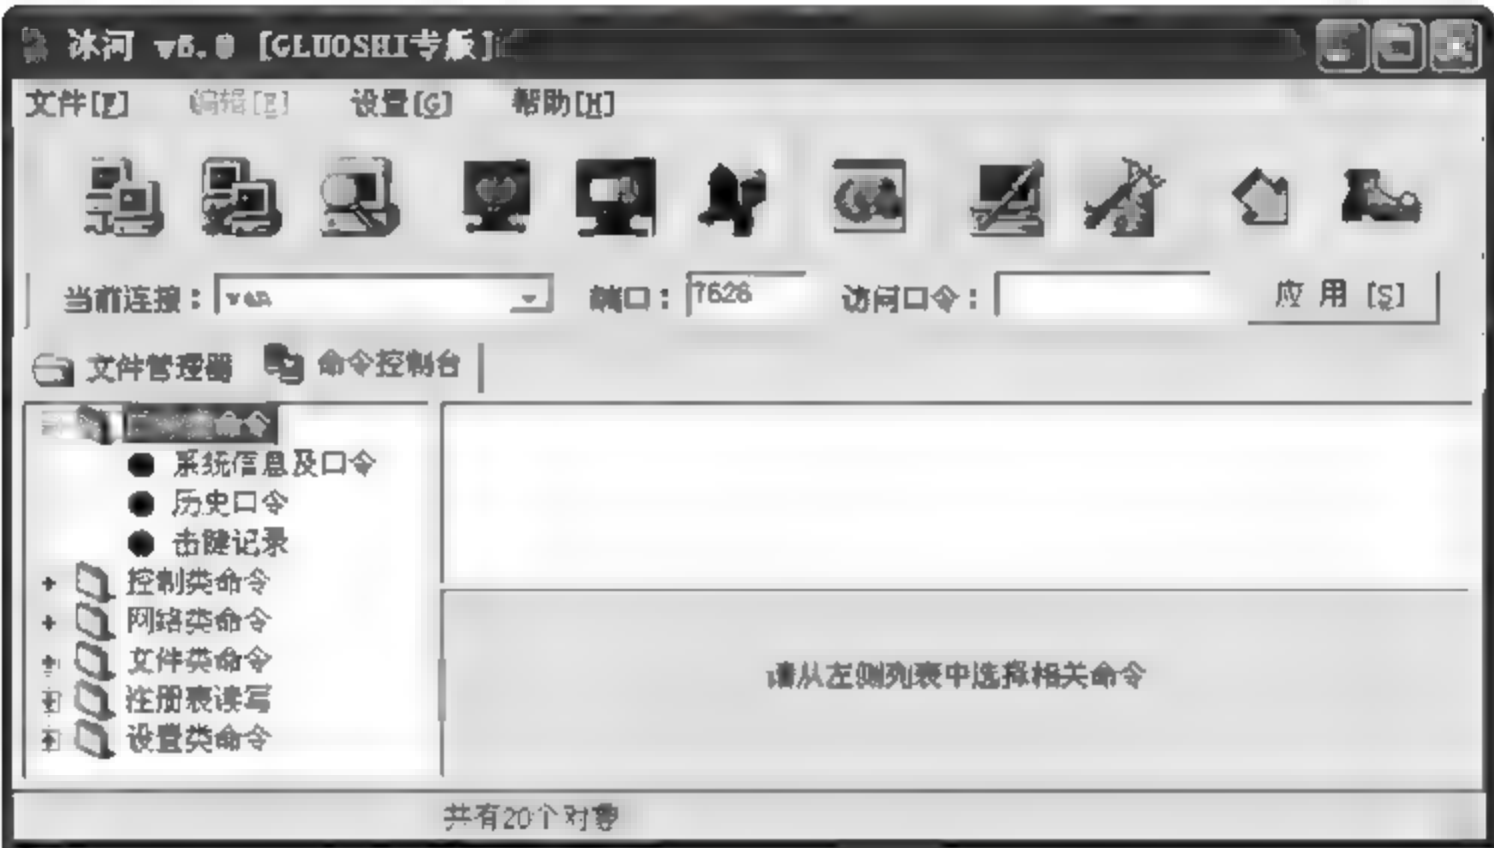 冰河 v6.0 [GLUOSHI专版]
文件[F] 编辑[E] 设置[G] 帮助[H]
当前连接： 端口： 7626 访问口令： 应 用 [S]
文件管理器 命令控制台
命令
系统信息及口令
历史口令
击键记录
控制类命令
网络类命令
文件类命令
注册表读写
设置类命令
请从左侧列表中选择相关命令
共有20个对象